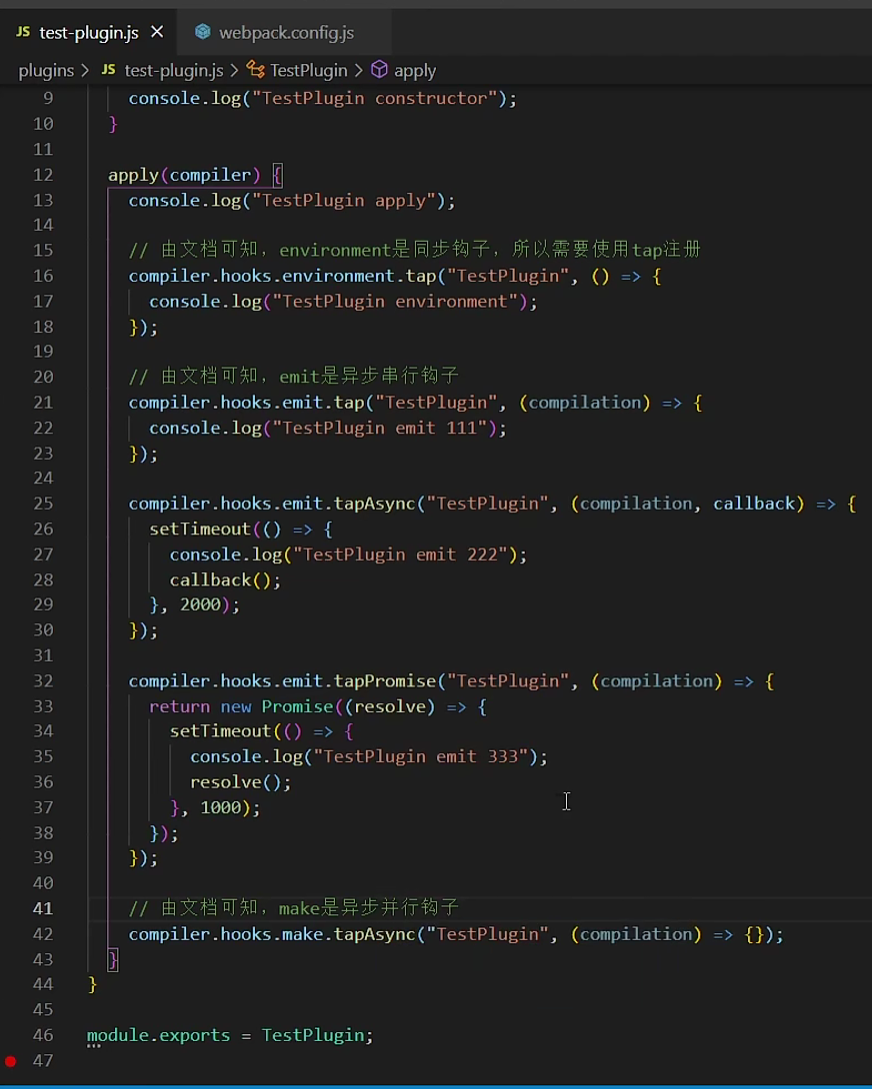 JS test-plugin.js × webpack.config.js
plugins > JS test-plugin.js > TestPlugin > apply
9 console.log("TestPlugin constructor");
10 }
11
12 apply(compiler) {
13 console.log("TestPlugin apply");
14
15 // 由文档可知，environment是同步钩子，所以需要使用tap注册
16 compiler.hooks.environment.tap("TestPlugin", () => {
17 console.log("TestPlugin environment");
18 });
19
20 // 由文档可知，emit是异步串行钩子
21 compiler.hooks.emit.tap("TestPlugin", (compilation) => {
22 console.log("TestPlugin emit 111");
23 });
24
25 compiler.hooks.emit.tapAsync("TestPlugin", (compilation, callback) => {
26 setTimeout(() => {
27 console.log("TestPlugin emit 222");
28 callback();
29 }, 2000);
30 });
31
32 compiler.hooks.emit.tapPromise("TestPlugin", (compilation) => {
33 return new Promise((resolve) => {
34 setTimeout(() => {
35 console.log("TestPlugin emit 333");
36 resolve();
37 }, 1000);
38 });
39 });
40
41 // 由文档可知，make是异步并行钩子
42 compiler.hooks.make.tapAsync("TestPlugin", (compilation) => {});
43 }
44 }
45
46 module.exports = TestPlugin;
47